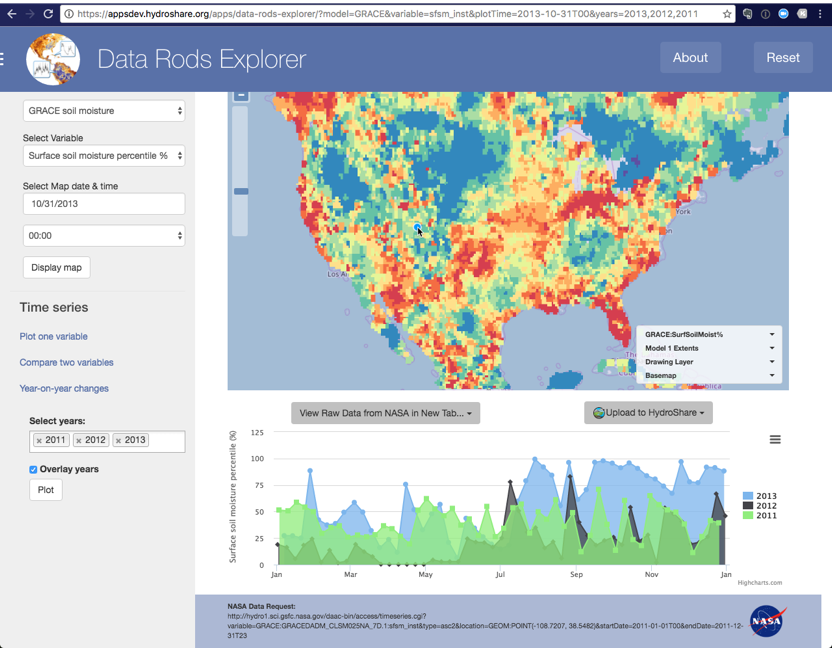 https://appsdev.hydroshare.org/apps/data-rods-explorer/?model=GRACE&variable=sfsm_inst&plotTime=2013-10-31T00&years=2013,2012,2011
Data Rods Explorer
About
Reset
GRACE soil moisture
Select Variable
Surface soil moisture percentile %
Select Map date & time
10/31/2013
00:00
Display map
Time series
Plot one variable
Compare two variables
Year-on-year changes
Select years:
× 2011 × 2012 × 2013
Overlay years
Plot
York
Los A
GRACE:SurfSoilMoist%
Model 1 Extents
Drawing Layer
Basemap
View Raw Data from NASA in New Tab...
Upload to HydroShare
Surface soil moisture percentile (%)
125
100
75
50
25
0
Jan Mar May Jul Sep Nov Jan
2013
2012
2011
Highcharts.com
NASA Data Request:
http://hydro1.sci.gsfc.nasa.gov/daac-bin/access/timeseries.cgi?
variable=GRACE:GRACEDADM_CLSM025NA_7D.1:sfsm_inst&type=asc2&location=GEOM:POINT(-108.7207, 38.5482)&startDate=2011-01-01T00&endDate=2011-12-
31T23
NASA